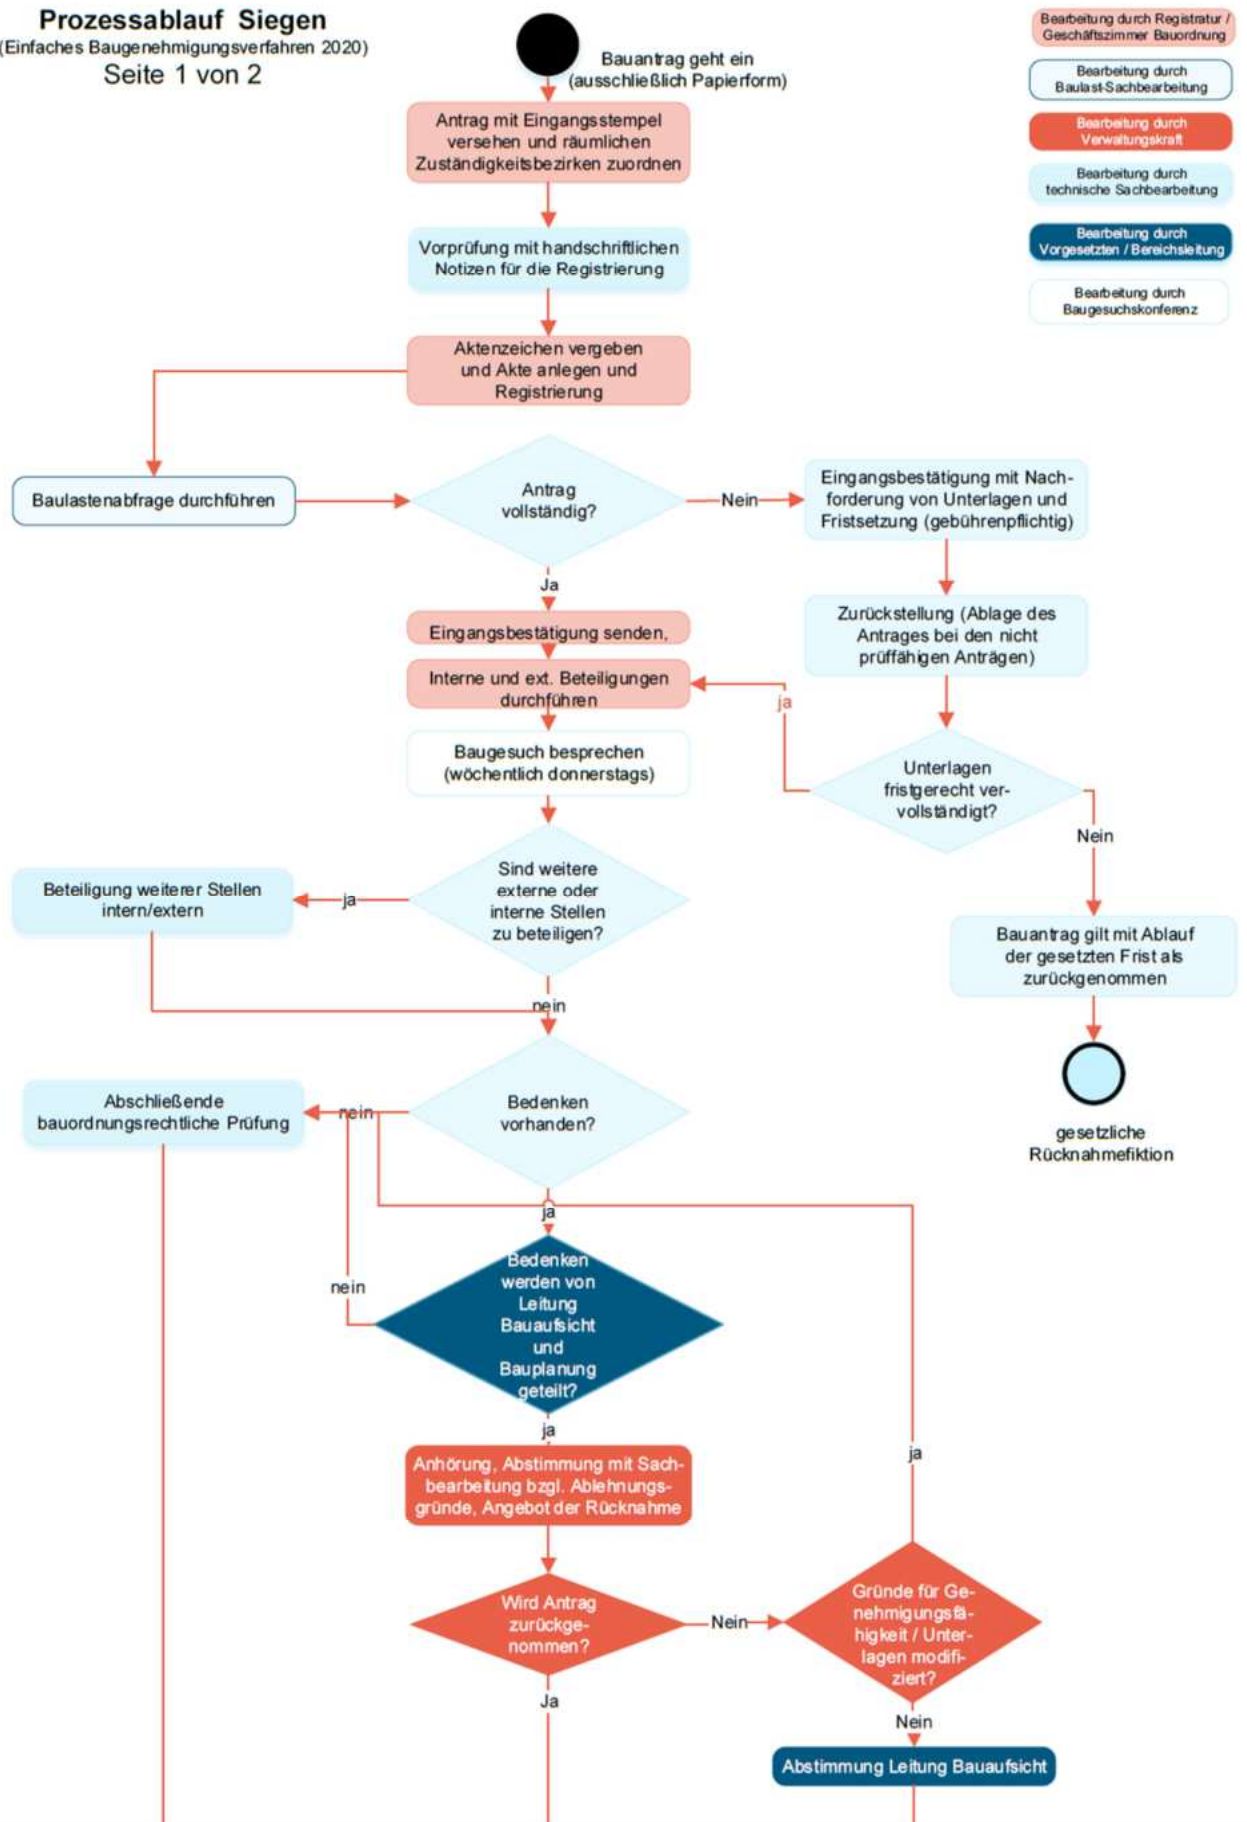 Prozessablauf Siegen
(Einfaches Baugenehmigungsverfahren 2020)
Seite 1 von 2
Bauantrag geht ein
(ausschließlich Papierform)
Bearbeitung durch Registratur /
Geschäftszimmer Bauordnung
Bearbeitung durch
Baulast-Sachbearbeitung
Bearbeitung durch
Verwaltungskraft
Bearbeitung durch
technische Sachbearbeitung
Bearbeitung durch
Vorgesetzten / Bereichsleitung
Bearbeitung durch
Baugesuchskonferenz
Antrag mit Eingangsstempel
versehen und räumlichen
Zuständigkeitsbezirken zuordnen
Vorprüfung mit handschriftlichen
Notizen für die Registrierung
Aktenzeichen vergeben
und Akte anlegen und
Registrierung
Baulastenabfrage durchführen
Antrag
vollständig?
Nein
Eingangsbestätigung mit Nach-
forderung von Unterlagen und
Fristsetzung (gebührenpflichtig)
Ja
Eingangsbestätigung senden,
Zurückstellung (Ablage des
Antrages bei den nicht
prüffähigen Anträgen)
Interne und ext. Beteiligungen
durchführen
ja
Baugesuch besprechen
(wöchentlich donnerstags)
Unterlagen
fristgerecht ver-
vollständigt?
Nein
Sind weitere
externe oder
interne Stellen
zu beteiligen?
ja
Beteiligung weiterer Stellen
intern/extern
Bauantrag gilt mit Ablauf
der gesetzten Frist als
zurückgenommen
nein
gesetzliche
Rücknahmefiktion
Bedenken
vorhanden?
nein
Abschließende
bauordnungsrechtliche Prüfung
ja
Bedenken
werden von
Leitung
Bauaufsicht
und
Bauplanung
geteilt?
nein
ja
Anhörung, Abstimmung mit Sach-
bearbeitung bzgl. Ablehnungs-
gründe, Angebot der Rücknahme
ja
Wird Antrag
zurückge-
nommen?
Nein
Gründe für Ge-
nehmigungsfä-
higkeit / Unter-
lagen modifi-
ziert?
Ja
Nein
Abstimmung Leitung Bauaufsicht